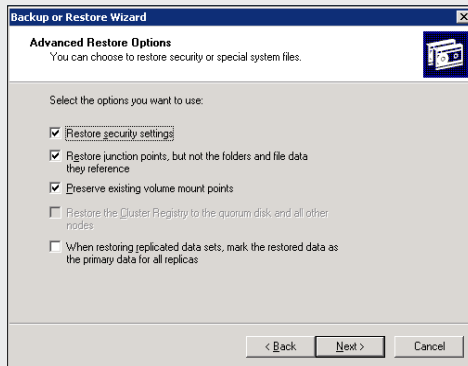 Backup or Restore Wizard
Advanced Restore Options
You can choose to restore security or special system files.
Select the options you want to use:
Restore security settings
Restore junction points, but not the folders and file data
they reference
Preserve existing volume mount points
Restore the Cluster Registry to the quorum disk and all other
nodes
When restoring replicated data sets, mark the restored data as
the primary data for all replicas
< Back Next > Cancel